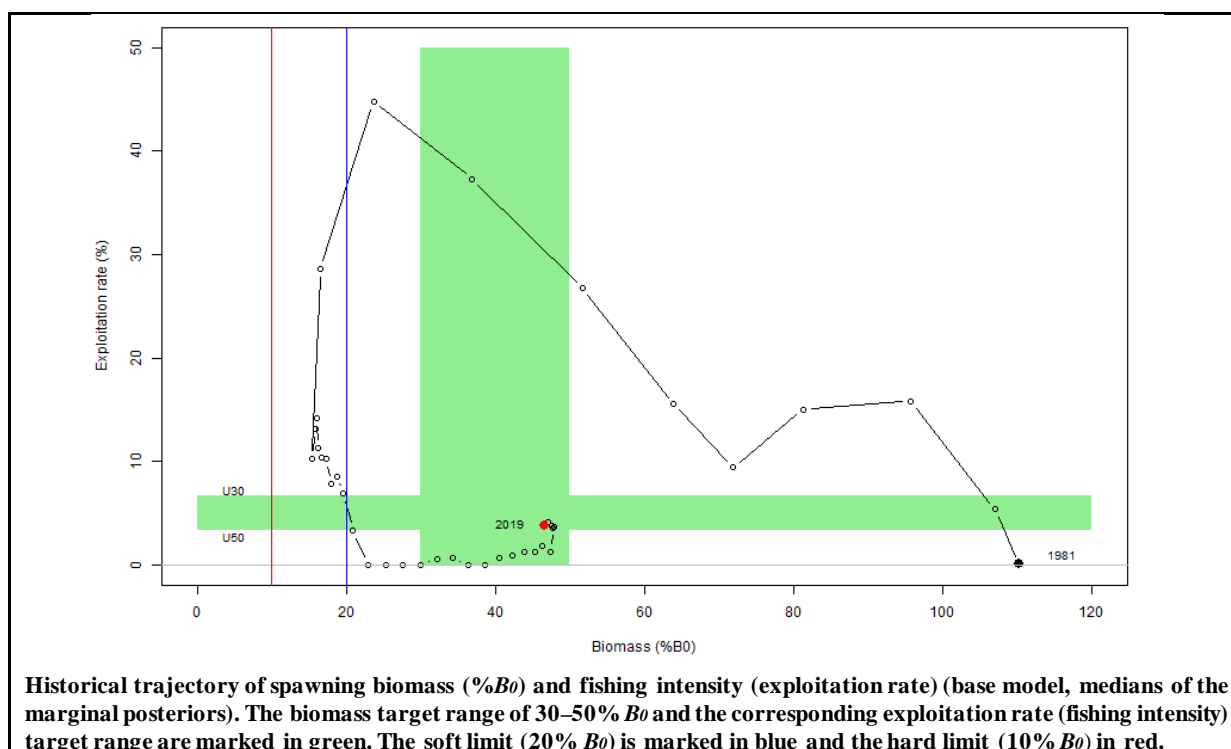 50
40
30
20
10
0
Exploitation rate (%)
U30
U50
2019
1981
0 20 40 60 80 100 120
Biomass (%B0)
Historical trajectory of spawning biomass (%B0) and fishing intensity (exploitation rate) (base model, medians of the
marginal posteriors). The biomass target range of 30–50% B0 and the corresponding exploitation rate (fishing intensity)
target range are marked in green. The soft limit (20% B0) is marked in blue and the hard limit (10% B0) in red.